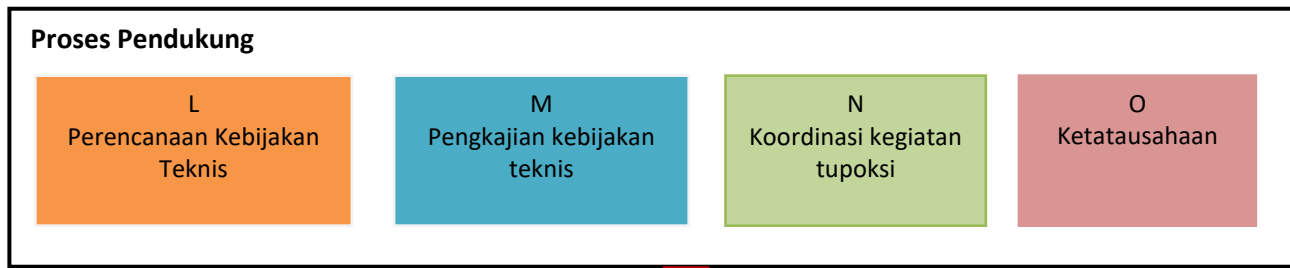 Proses Pendukung
L
Perencanaan Kebijakan
Teknis
M
Pengkajian kebijakan
teknis
N
Koordinasi kegiatan
tupoksi
O
Ketatausahaan